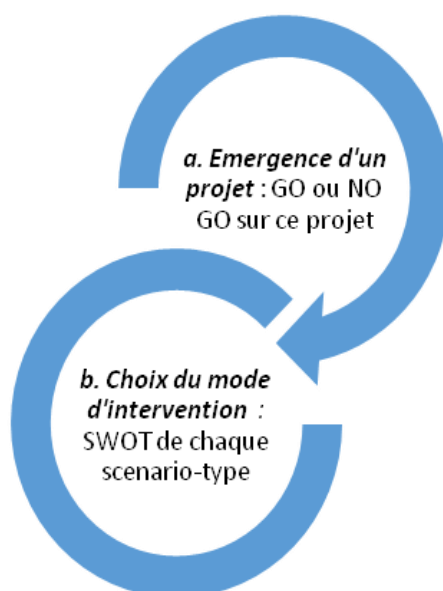 a. Emergence d'un
projet : GO ou NO
GO sur ce projet
b. Choix du mode
d'intervention :
SWOT de chaque
scenario-type